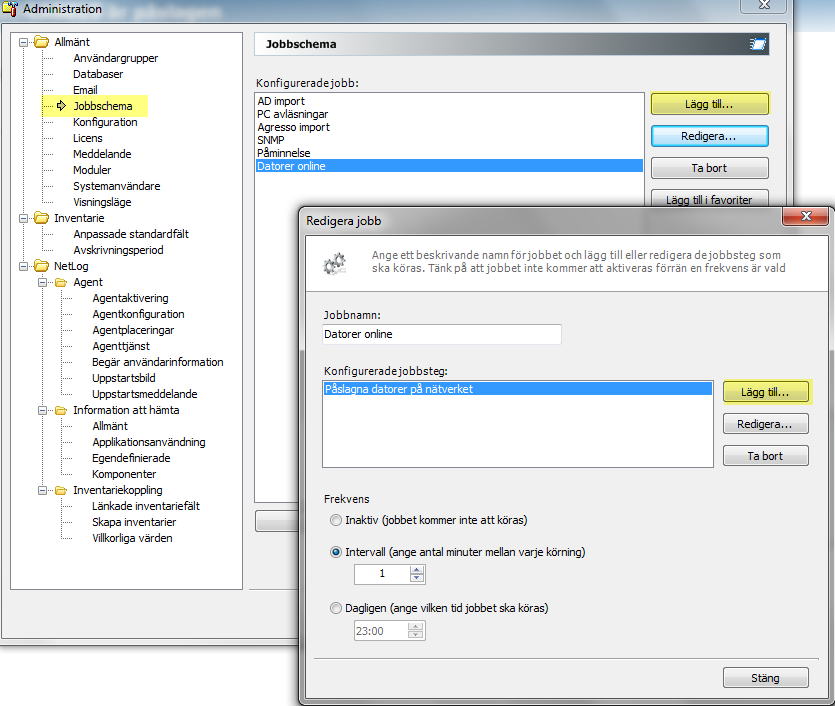 Administration
Allmänt
Användargrupper
Databaser
Email
Jobbschema
Konfiguration
Licens
Meddelande
Moduler
Systemanvändare
Visningsläge
Inventarie
Anpassade standardfält
Avskrivningsperiod
NetLog
Agent
Agentaktivering
Agentkonfiguration
Agentplaceringar
Agenttjänst
Begär användarinformation
Uppstartsbild
Uppstartsmeddelande
Information att hämta
Allmänt
Applikationsanvändning
Egendefinierade
Komponenter
Inventariekoppling
Länkade inventariefält
Skapa inventarier
Villkorliga värden
Jobbschema
Konfigurerade jobb:
AD import
PC avläsningar
Agresso import
SNMP
Påminnelse
Datorer online
Lägg till...
Redigera...
Ta bort
Lägg till i favoriter
Redigera jobb
Ange ett beskrivande namn för jobbet och lägg till eller redigera de jobbsteg som
ska köras. Tänk på att jobbet inte kommer att aktiveras förrän en frekvens är vald
Jobbnamn:
Datorer online
Konfigurerade jobbsteg:
Påslagna datorer på nätverket
Lägg till...
Redigera...
Ta bort
Frekvens
Inaktiv (jobbet kommer inte att köras)
Intervall (ange antal minuter mellan varje körning)
1
Dagligen (ange vilken tid jobbet ska köras)
23:00
Stäng